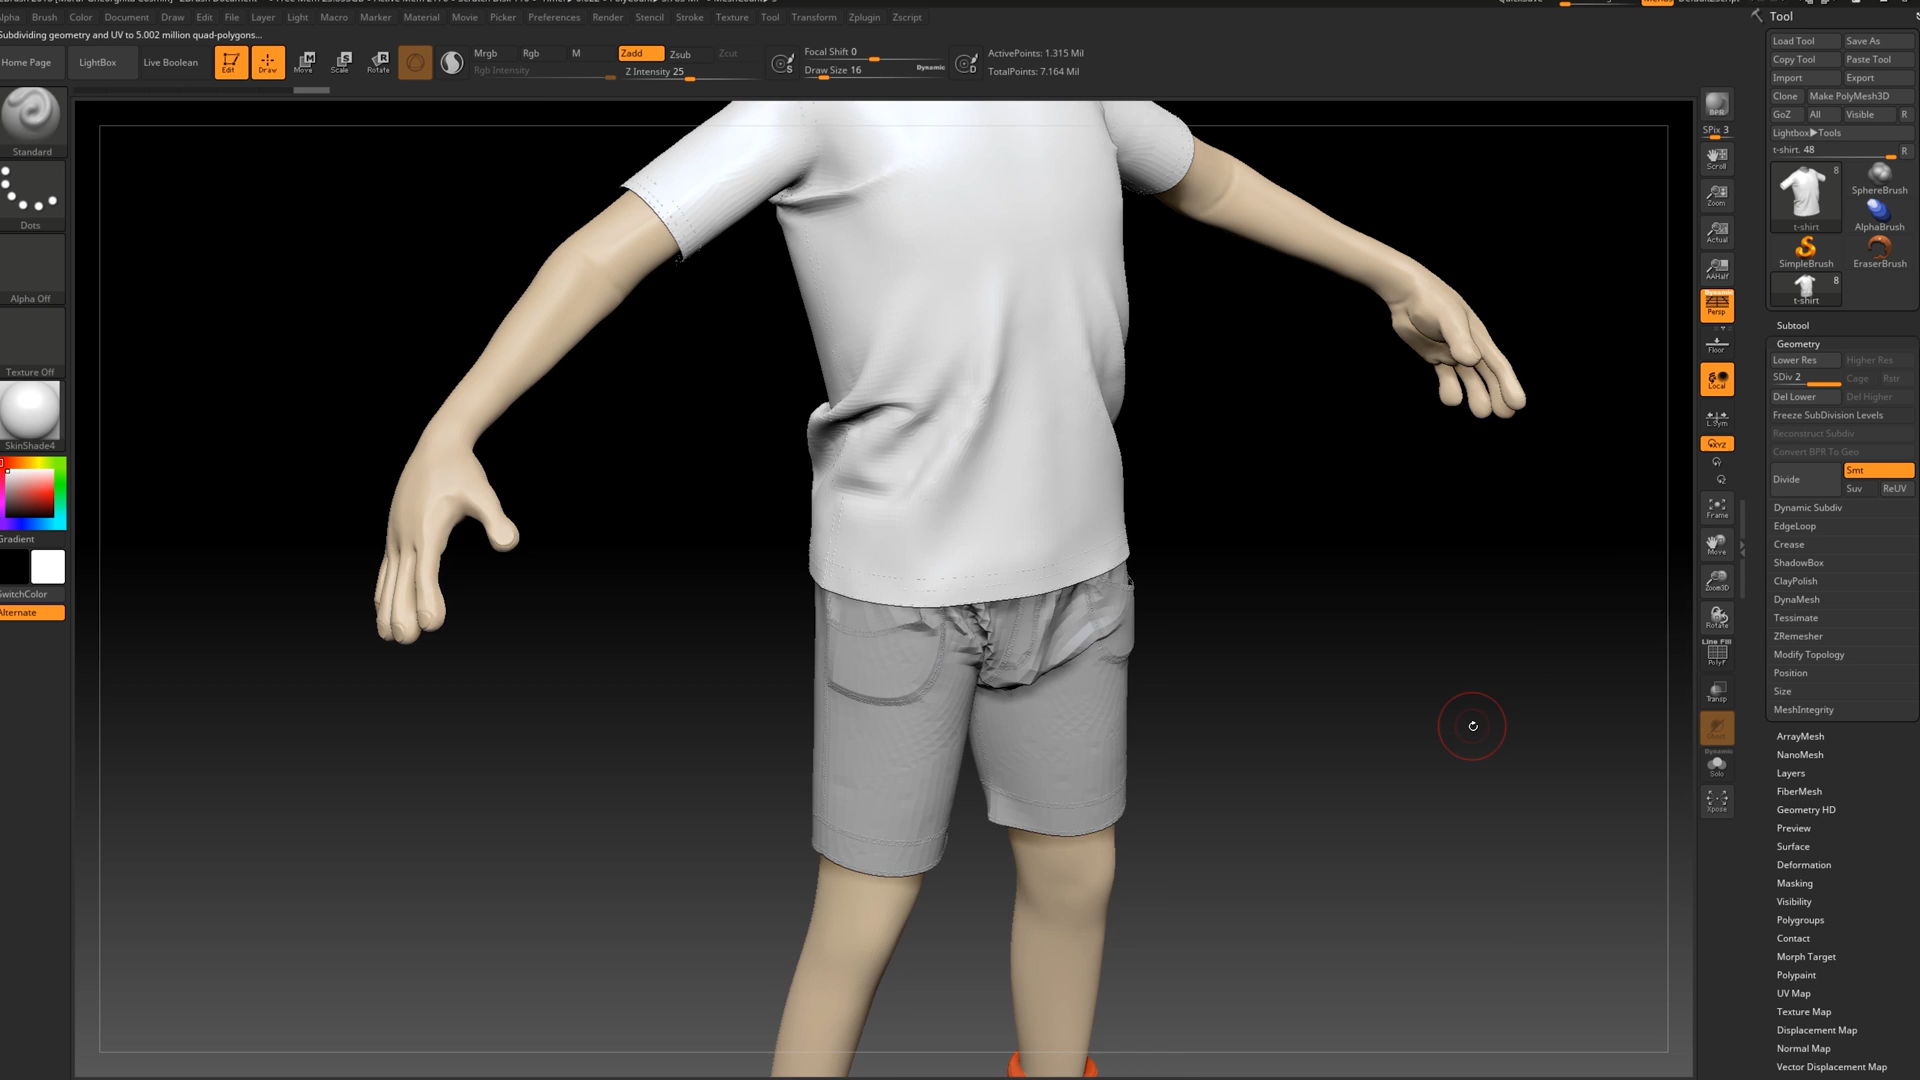 Alpha Brush Color Document Draw Edit File Layer Light Macro Marker Material Movie Picker Preferences Render Stencil Stroke Texture Tool Transform Zplugin Zscript
Subdividing geometry and UV to 5.002 million quad-polygons...
Home Page LightBox Live Boolean Edit Draw Move Scale Rotate
Mrgb Rgb M Zadd Zsub Zcut
Rgb Intensity Z Intensity 25
Focal Shift 0
Draw Size 16 Dynamic
ActivePoints: 1.315 Mil
TotalPoints: 7.164 Mil
Standard
Dots
Alpha Off
Texture Off
SkinShade4
Gradient
SwitchColor
Alternate
BPR
SPix 3
Scroll
Zoom
Actual
AAHalf
Dynamic
Persp
Floor
Local
L.Sym
XYZ
Frame
Move
Zoom3D
Rotate
Line Fill
PolyF
Transp
Dynamic
Solo
Xpose
Tool
Load Tool Save As
Copy Tool Paste Tool
Import Export
Clone Make PolyMesh3D
GoZ All Visible R
Lightbox▶Tools
t-shirt. 48 R
8
t-shirt
SphereBrush
AlphaBrush
SimpleBrush
EraserBrush
8
t-shirt
Subtool
Geometry
Lower Res Higher Res
SDiv 2 Cage Rstr
Del Lower Del Higher
Freeze SubDivision Levels
Reconstruct Subdiv
Convert BPR To Geo
Divide Smt
Suv ReUV
Dynamic Subdiv
EdgeLoop
Crease
ShadowBox
ClayPolish
DynaMesh
Tessimate
ZRemesher
Modify Topology
Position
Size
MeshIntegrity
ArrayMesh
NanoMesh
Layers
FiberMesh
Geometry HD
Preview
Surface
Deformation
Masking
Visibility
Polygroups
Contact
Morph Target
Polypaint
UV Map
Texture Map
Displacement Map
Normal Map
Vector Displacement Map